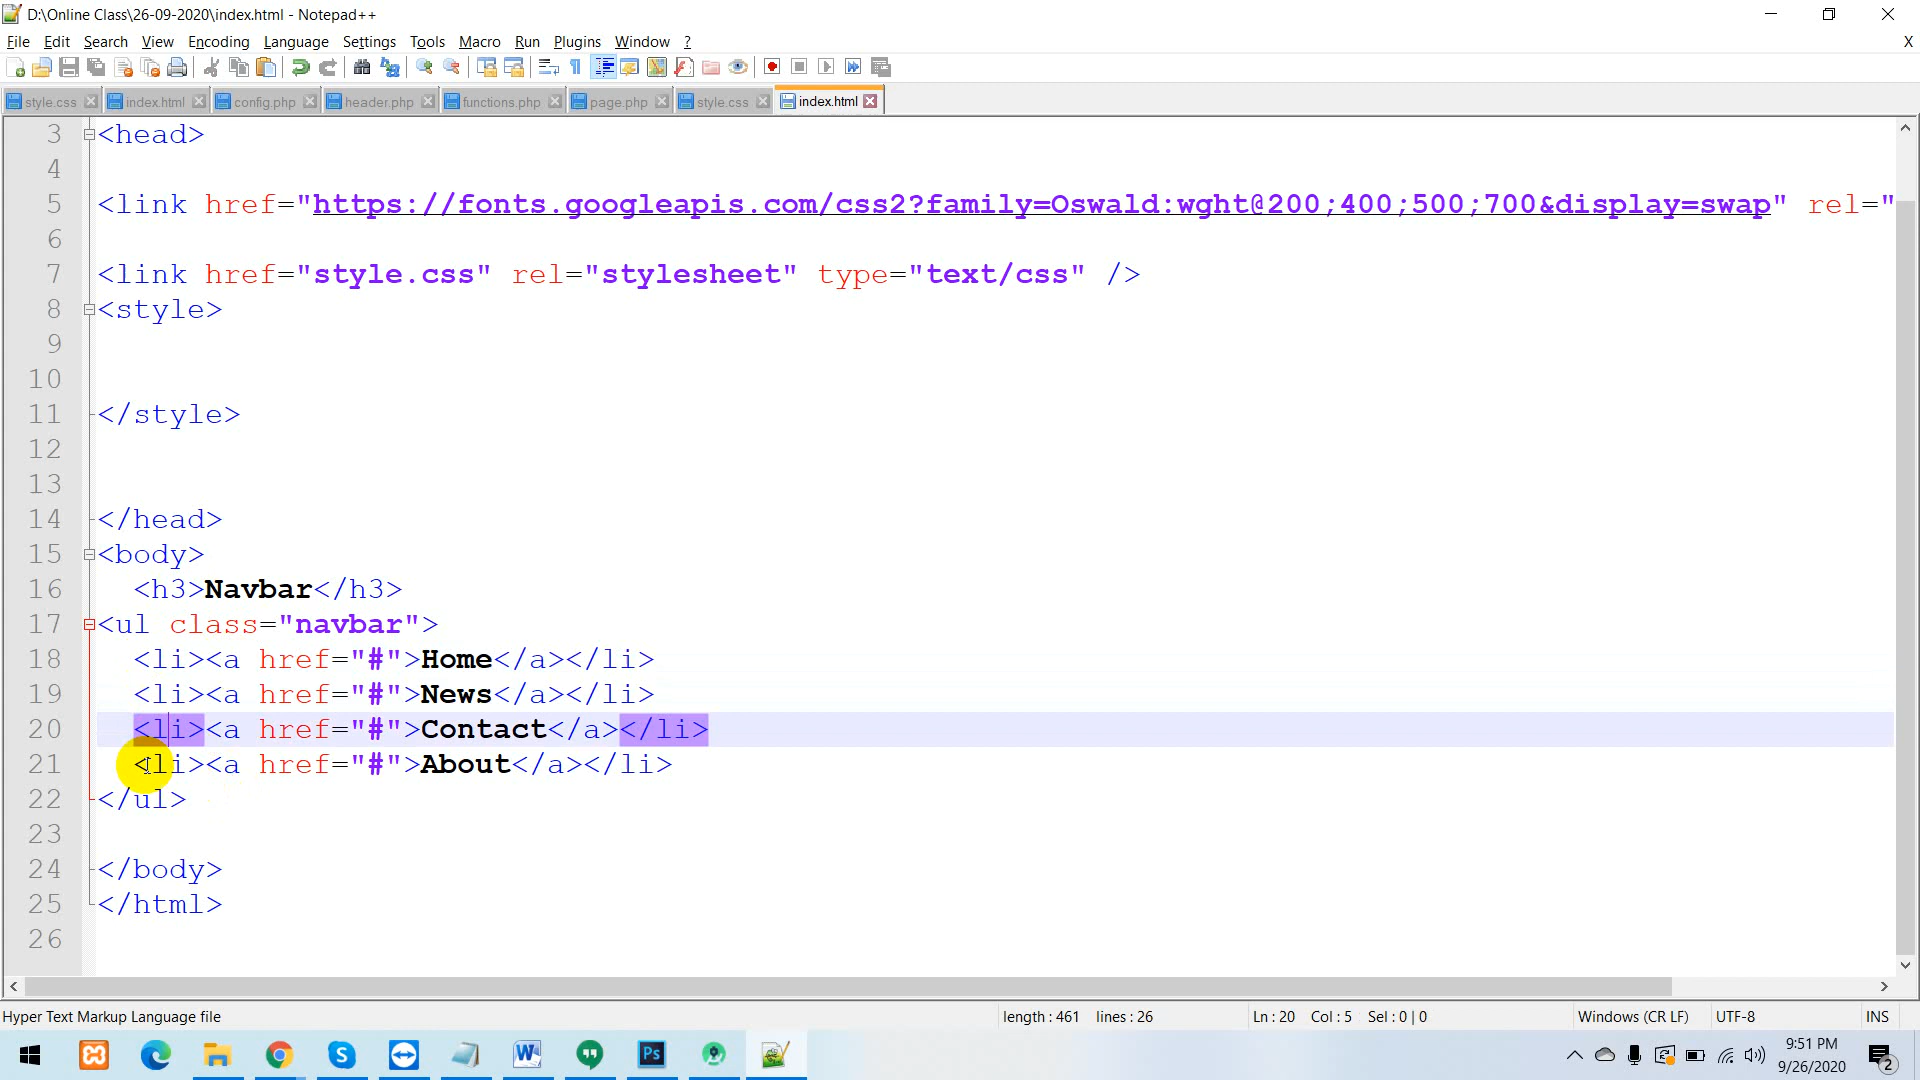 D:\Online Class\26-09-2020\index.html - Notepad++
File Edit Search View Encoding Language Settings Tools Macro Run Plugins Window ? X
style.css index.html config.php header.php functions.php page.php style.css index.html
3 <head>
4
5 <link href="https://fonts.googleapis.com/css2?family=Oswald:wght@200;400;500;700&display=swap" rel="
6
7 <link href="style.css" rel="stylesheet" type="text/css" />
8 <style>
9
10
11 </style>
12
13
14 </head>
15 <body>
16 <h3>Navbar</h3>
17 <ul class="navbar">
18 <li><a href="#">Home</a></li>
19 <li><a href="#">News</a></li>
20 <li><a href="#">Contact</a></li>
21 <li><a href="#">About</a></li>
22 </ul>
23
24 </body>
25 </html>
26
Hyper Text Markup Language file length : 461 lines : 26 Ln : 20 Col : 5 Sel : 0 | 0 Windows (CR LF) UTF-8 INS
9:51 PM
9/26/2020
2